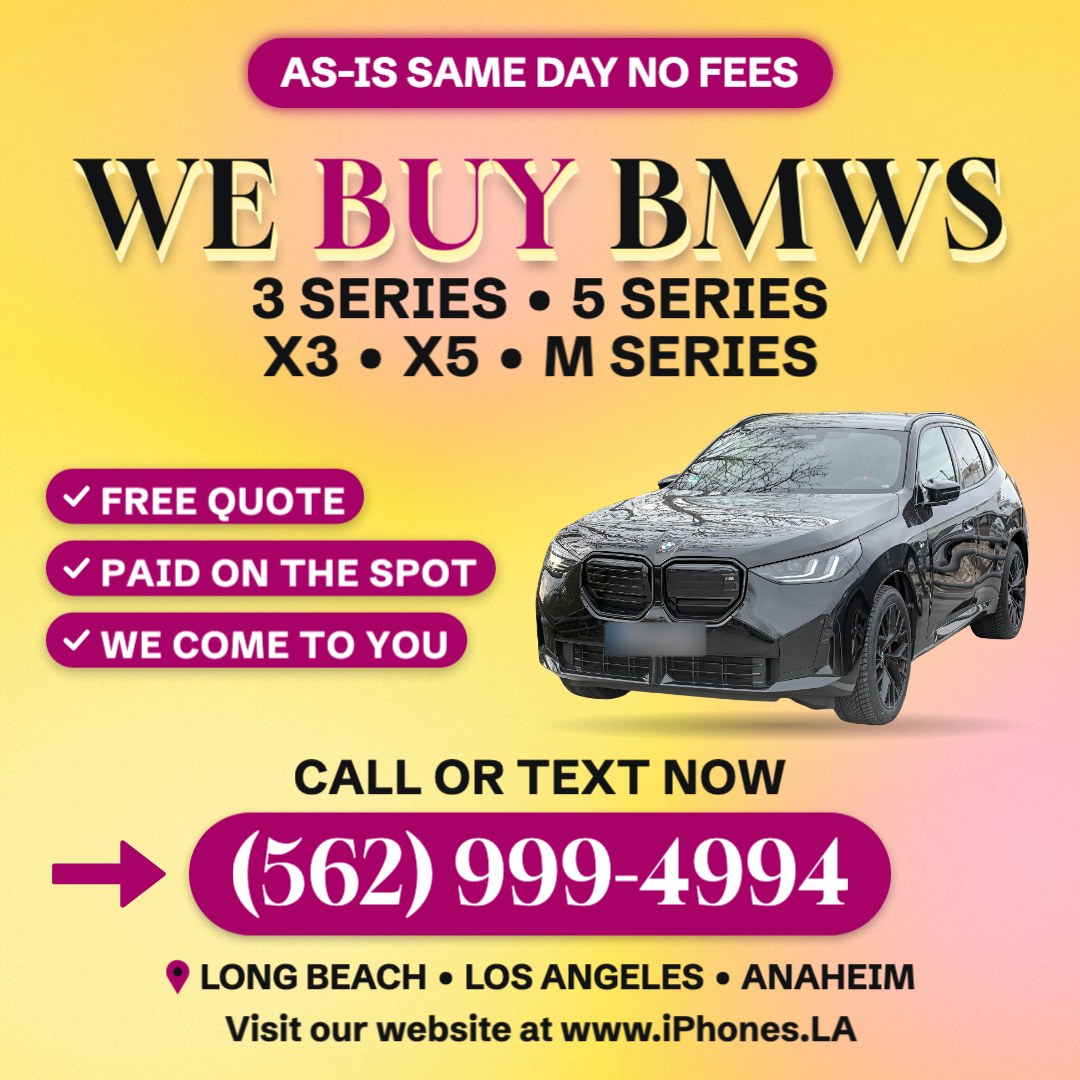 AS-IS SAME DAY NO FEES
WE BUY BMWS
3 SERIES • 5 SERIES
X3 • X5 • M SERIES
FREE QUOTE
PAID ON THE SPOT
WE COME TO YOU
CALL OR TEXT NOW
(562) 999-4994
LONG BEACH • LOS ANGELES • ANAHEIM
Visit our website at www.iPhones.LA